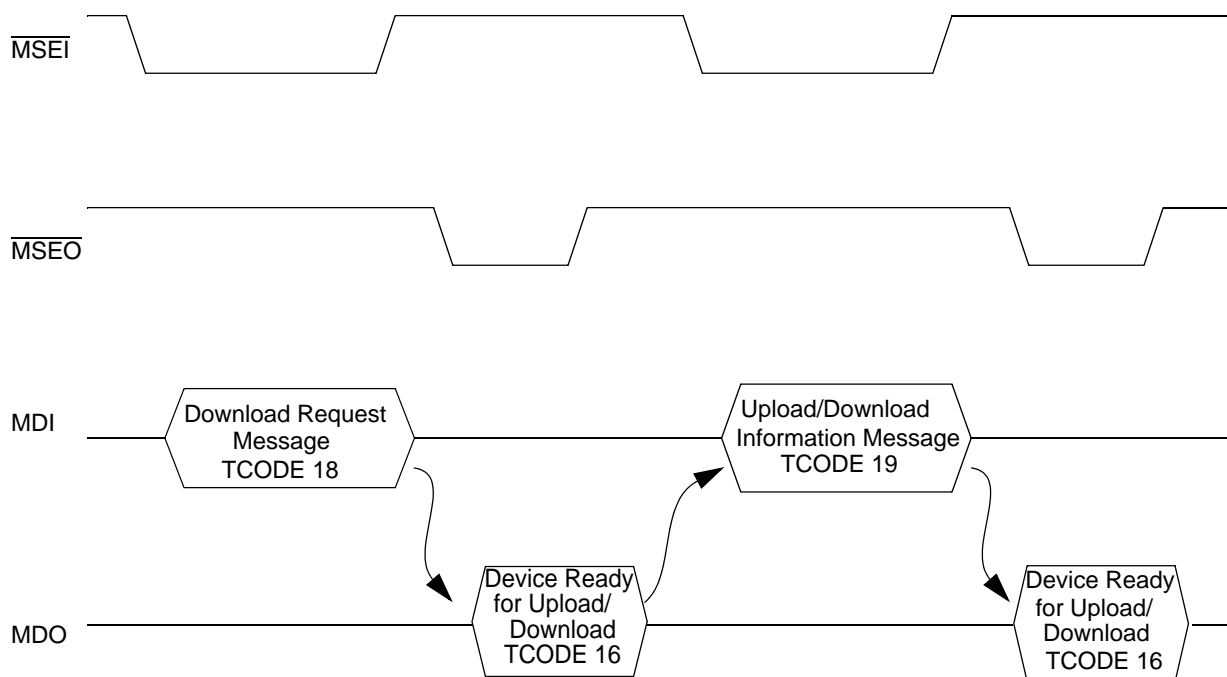 MSEI
MSEO
MDI
Download Request
Message
TCODE 18
Upload/Download
Information Message
TCODE 19
MDO
Device Ready
for Upload/
Download
TCODE 16
Device Ready
for Upload/
Download
TCODE 16